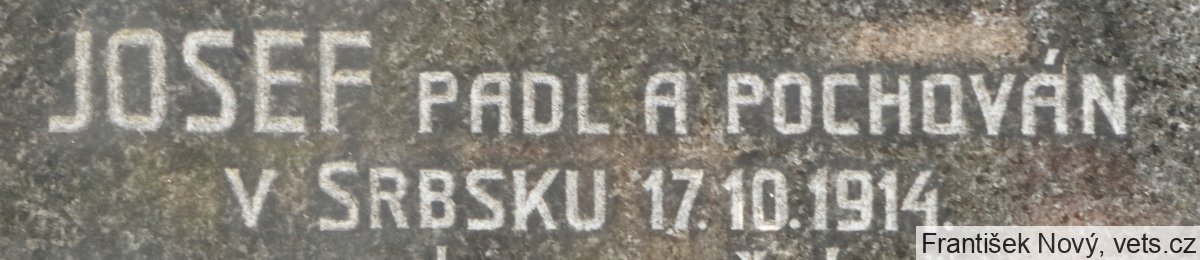 JOSEF PADL A POCHOVÁN
V SRBSKU 17.10.1914.
František Nový, vets.cz